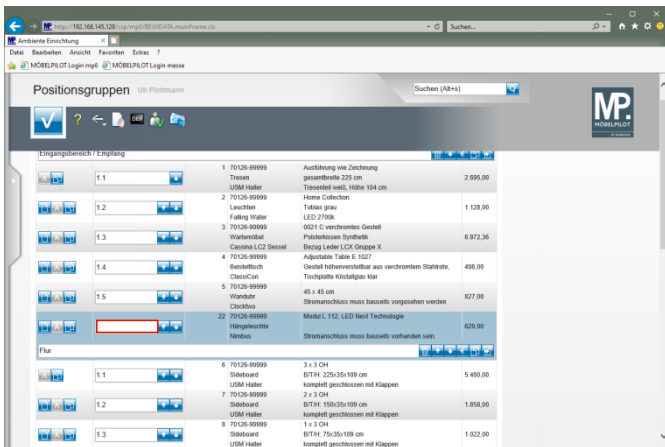 http://192.168.145.128/csp/mp6/BEWIDATA.mainFrame.cls
Suchen...
MP Ambiente Einrichtung
Datei Bearbeiten Ansicht Favoriten Extras ?
MÖBELPILOT Login mp6 MÖBELPILOT Login messe
Positionsgruppen Uli Flottmann
Suchen (Alt+s)
MP
MÖBELPILOT
Eingangsbereich / Empfang
1.1 1 70126-99999 Ausführung wie Zeichnung
Tresen gesamtbreite 225 cm 2.695,00
USM Haller Tresenteil weiß, Höhe 104 cm
1.2 2 70126-99999 Home Collection
Leuchten Tobias grau 1.128,00
Falling Water LED 2700k
1.3 3 70126-99999 0021 C verchromtes Gestell
Wartemöbel Polsterkissen Synthetik 6.972,36
Cassina LC2 Sessel Bezug Leder LCX Gruppe X
1.4 4 70126-99999 Adjustable Table E 1027
Beistelltisch Gestell höhenverstellbar aus verchromtem Stahlrohr, 498,00
ClassiCon Tischplatte Kristallglas klar
1.5 5 70126-99999 45 x 45 cm
Wanduhr Stromanschluss muss bauseits vorgesehen werden 827,00
Clocktwo
22 70126-99999 Modul L 112, LED Next Technologie
Hängeleuchte 629,00
Nimbus Stromanschluss muss bauseits vorhanden sein.
Flur
1.1 6 70126-99999 3 x 3 OH
Sideboard B/T/H: 225x35x109 cm 5.480,00
USM Haller komplett geschlossen mit Klappen
1.2 7 70126-99999 2 x 3 OH
Sideboard B/T/H: 150x35x109 cm 1.858,00
USM Haller komplett geschlossen mit Klappen
1.3 8 70126-99999 1 x 3 OH
Sideboard B/T/H: 75x35x109 cm 1.022,00
USM Haller komplett geschlossen mit Klappen